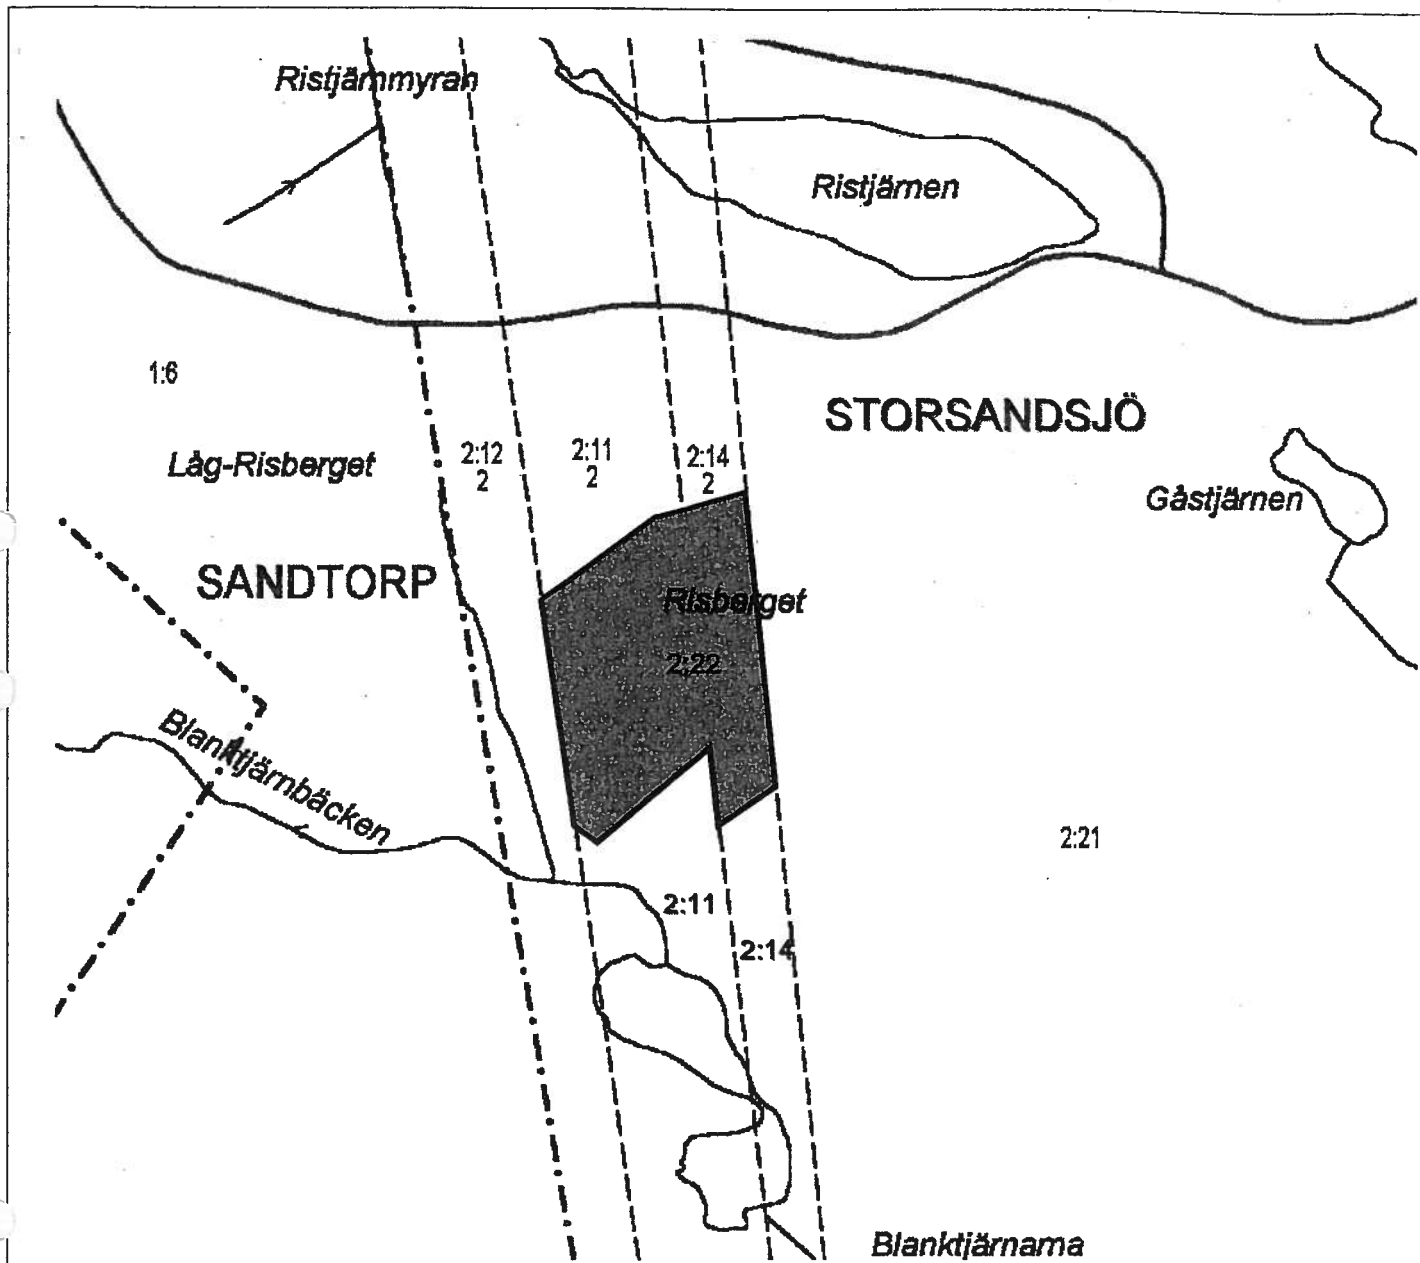 Ristjärnmyran
Ristjärnen
1:6
STORSANDSJÖ
Låg-Risberget
2:12
2
2:11
2
2:14
2
Gåstjärnen
SANDTORP
Risberget
2:22
Blanktjärnbäcken
2:21
2:11
2:14
Blanktjärnarna